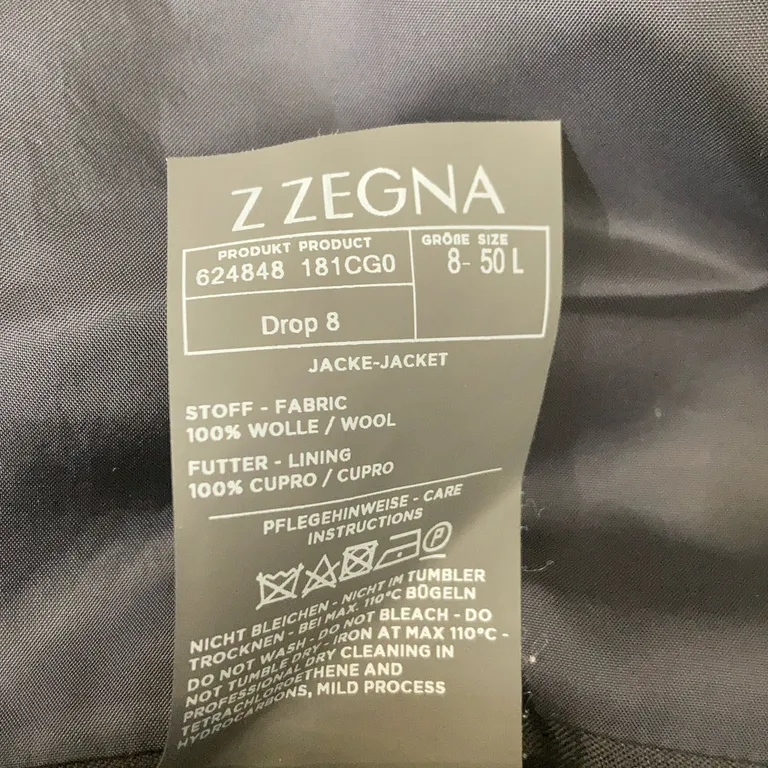 Z ZEGNA
PRODUKT PRODUCT
624848 181CG0
GRÖßE SIZE
8- 50 L
Drop 8
JACKE-JACKET
STOFF - FABRIC
100% WOLLE / WOOL
FUTTER - LINING
100% CUPRO / CUPRO
PFLEGEHINWEISE - CARE
INSTRUCTIONS
P
NICHT BLEICHEN - NICHT IM TUMBLER
TROCKNEN - BEI MAX. 110°C BÜGELN
DO NOT WASH - DO NOT BLEACH - DO
NOT TUMBLE DRY - IRON AT MAX 110°C -
PROFESSIONAL DRY CLEANING IN
TETRACHLOROETHENE AND
HYDROCARBONS, MILD PROCESS